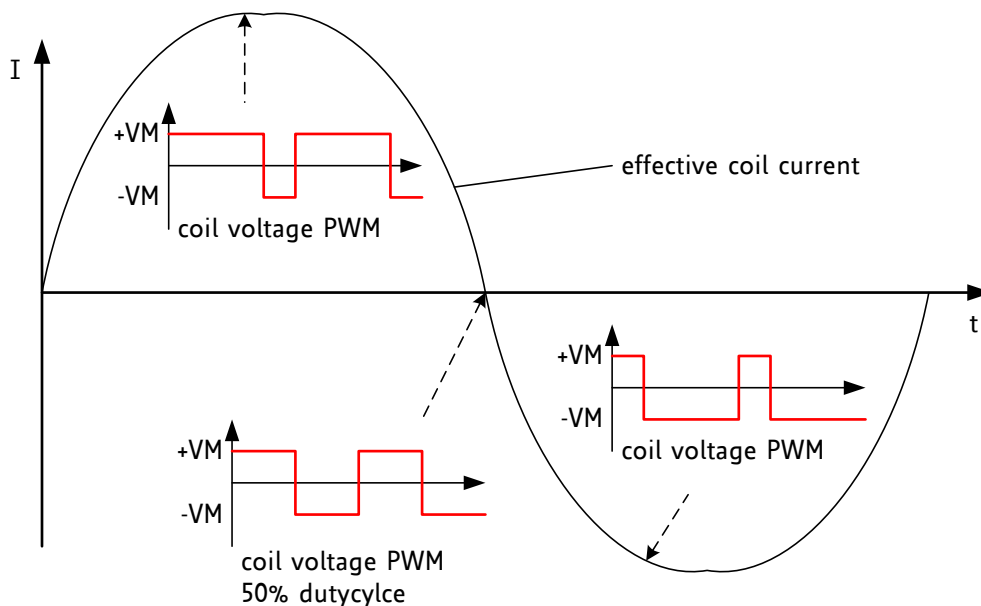 I
+VM
-VM
coil voltage PWM
effective coil current
t
+VM
-VM
coil voltage PWM
+VM
-VM
coil voltage PWM
50% dutycylce